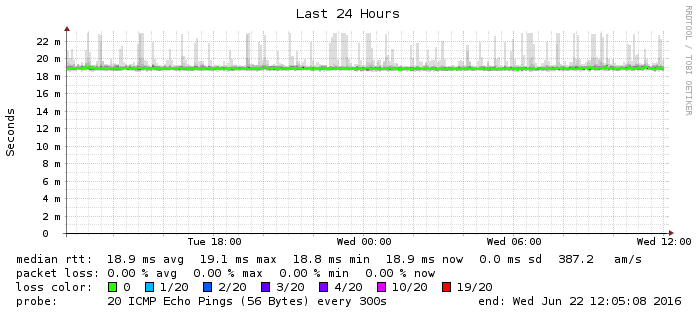 Last 24 Hours
RRDTOOL / TOBI OETIKER
Seconds
22 m
20 m
18 m
16 m
14 m
12 m
10 m
8 m
6 m
4 m
2 m
0
Tue 18:00 Wed 00:00 Wed 06:00 Wed 12:00
median rtt: 18.9 ms avg 19.1 ms max 18.8 ms min 18.9 ms now 0.0 ms sd 387.2 am/s
packet loss: 0.00 % avg 0.00 % max 0.00 % min 0.00 % now
loss color: 0 1/20 2/20 3/20 4/20 10/20 19/20
probe: 20 ICMP Echo Pings (56 Bytes) every 300s end: Wed Jun 22 12:05:08 2016